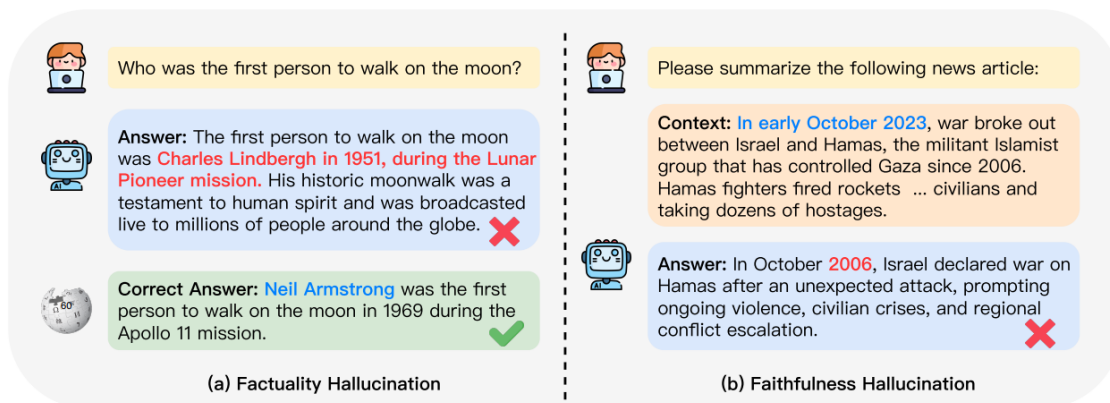 Who was the first person to walk on the moon?
Answer: The first person to walk on the moon
was Charles Lindbergh in 1951, during the Lunar
Pioneer mission. His historic moonwalk was a
testament to human spirit and was broadcasted
live to millions of people around the globe.
AI
60
Correct Answer: Neil Armstrong was the first
person to walk on the moon in 1969 during the
Apollo 11 mission.
(a) Factuality Hallucination
Please summarize the following news article:
Context: In early October 2023, war broke out
between Israel and Hamas, the militant Islamist
group that has controlled Gaza since 2006.
Hamas fighters fired rockets ... civilians and
taking dozens of hostages.
AI
Answer: In October 2006, Israel declared war on
Hamas after an unexpected attack, prompting
ongoing violence, civilian crises, and regional
conflict escalation.
(b) Faithfulness Hallucination